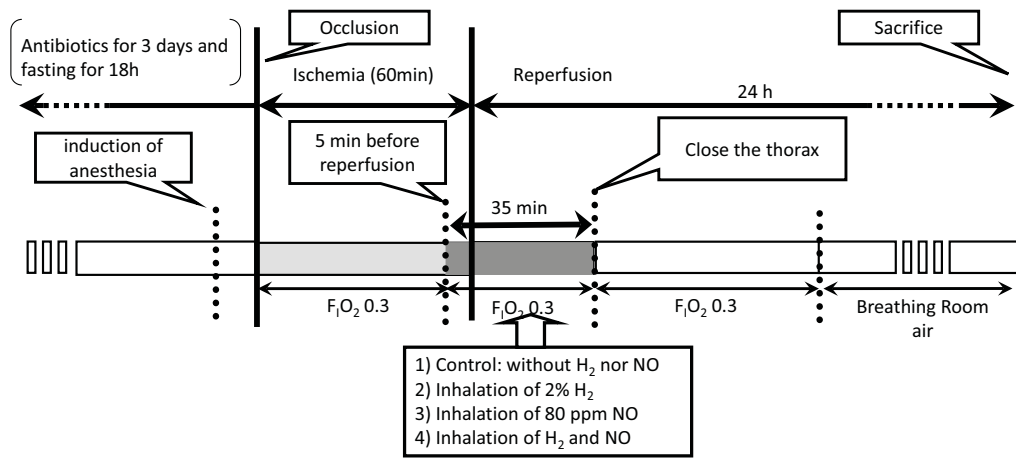 Antibiotics for 3 days and
fasting for 18h
Occlusion
Sacrifice
Ischemia (60min)
Reperfusion
24 h
induction of
anesthesia
5 min before
reperfusion
Close the thorax
35 min
FIO2 0.3
FIO2 0.3
FIO2 0.3
Breathing Room
air
1) Control: without H2 nor NO
2) Inhalation of 2% H2
3) Inhalation of 80 ppm NO
4) Inhalation of H2 and NO